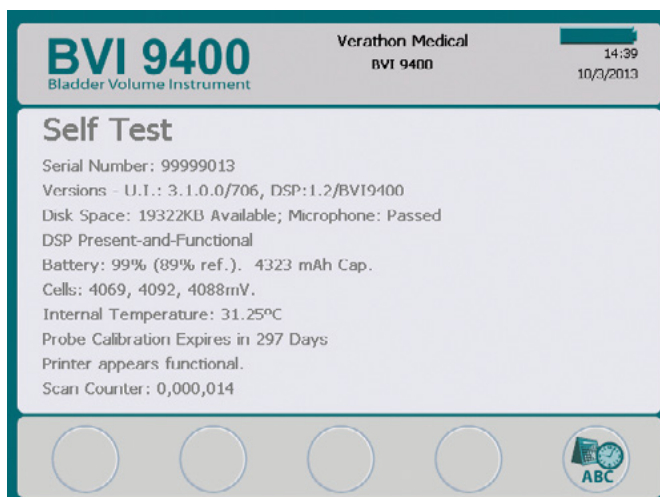 BVI 9400
Bladder Volume Instrument
Verathon Medical
BVI 9400
14:39
10/3/2013
Self Test
Serial Number: 99999013
Versions - U.I.: 3.1.0.0/706, DSP:1.2/BVI9400
Disk Space: 19322KB Available; Microphone: Passed
DSP Present-and-Functional
Battery: 99% (89% ref.). 4323 mAh Cap.
Cells: 4069, 4092, 4088mV.
Internal Temperature: 31.25ºC
Probe Calibration Expires in 297 Days
Printer appears functional.
Scan Counter: 0,000,014
ABC